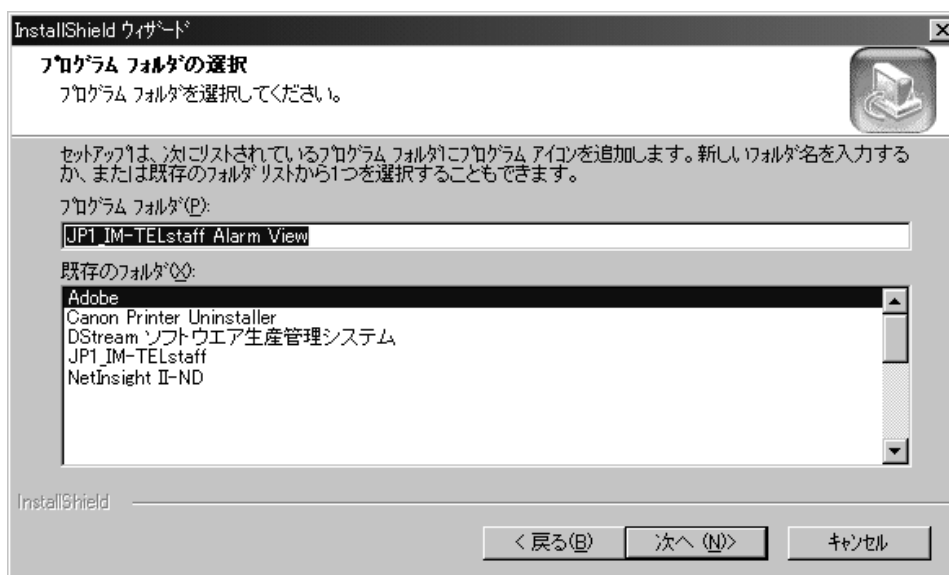 InstallShield ウィザード
プログラム フォルダの選択
プログラム フォルダを選択してください。
セットアップは、次にリストされているプログラム フォルダにプログラム アイコンを追加します。新しいフォルダ名を入力する
か、または既存のフォルダ リストから1つを選択することもできます。
プログラム フォルダ(P):
JP1_IM-TELstaff Alarm View
既存のフォルダ(X):
Adobe
Canon Printer Uninstaller
DStream ソフトウエア生産管理システム
JP1_IM-TELstaff
NetInsight II-ND
InstallShield
< 戻る(B)
次へ (N)>
キャンセル